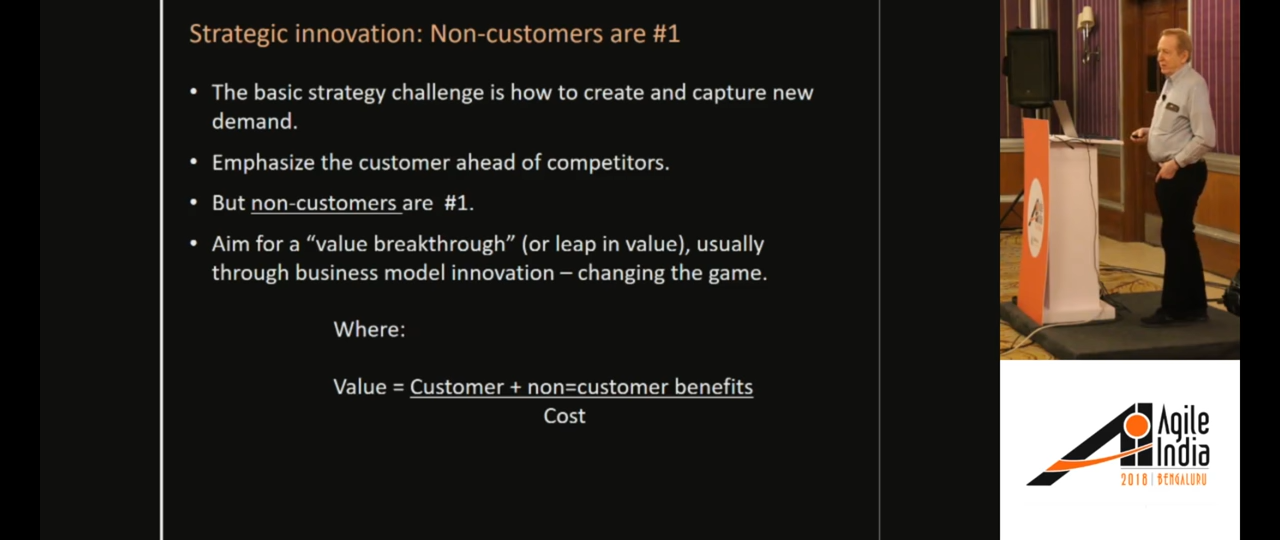 Strategic innovation: Non-customers are #1
• The basic strategy challenge is how to create and capture new
demand.
• Emphasize the customer ahead of competitors.
• But non-customers are #1.
• Aim for a “value breakthrough” (or leap in value), usually
through business model innovation – changing the game.
Where:
Value = Customer + non=customer benefits
Cost
Agile
India
2018 | BENGALURU